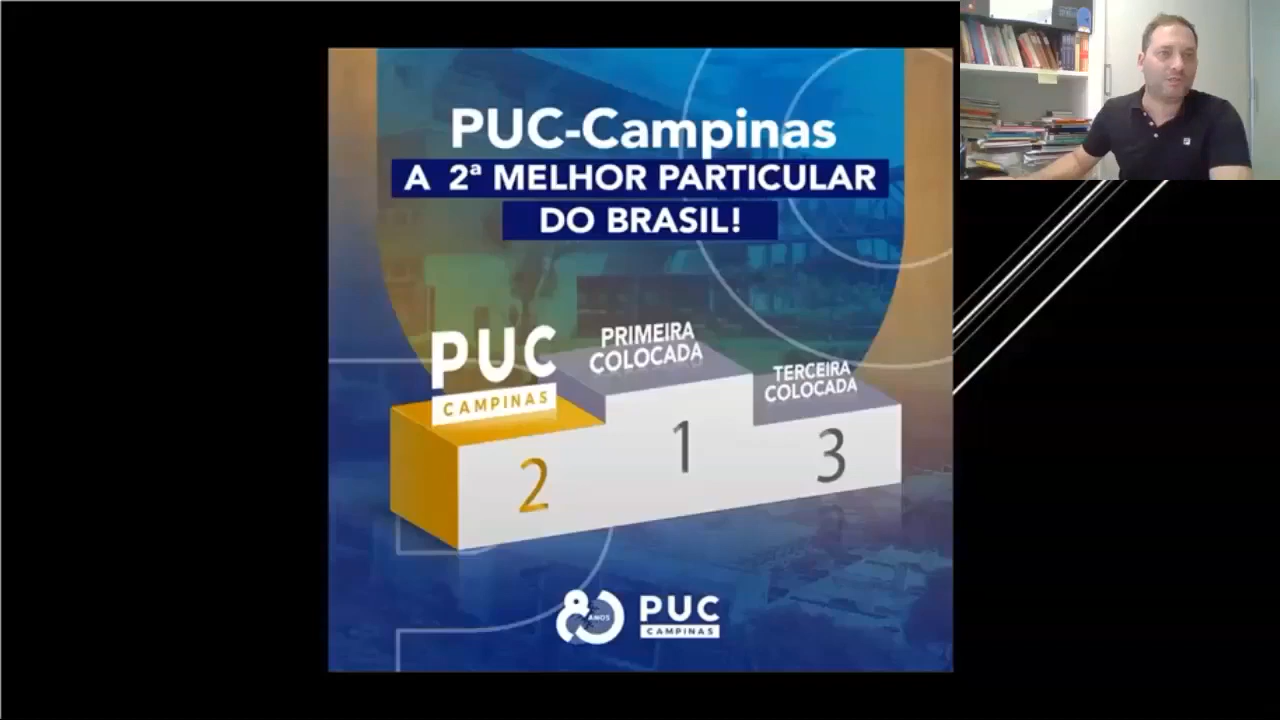 PUC-Campinas
A 2ª MELHOR PARTICULAR
DO BRASIL!
PUC
CAMPINAS
PRIMEIRA
COLOCADA
TERCEIRA
COLOCADA
2
1
3
80
ANOS
PUC
CAMPINAS